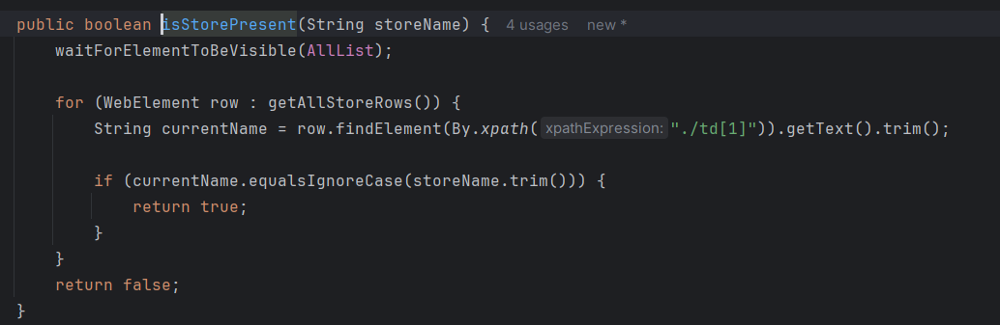 public boolean isStorePresent(String storeName) { 4 usages new *
waitForElementToBeVisible(AllList);
for (WebElement row : getAllStoreRows()) {
String currentName = row.findElement(By.xpath( xpathExpression: "./td[1]")).getText().trim();
if (currentName.equalsIgnoreCase(storeName.trim())) {
return true;
}
}
return false;
}